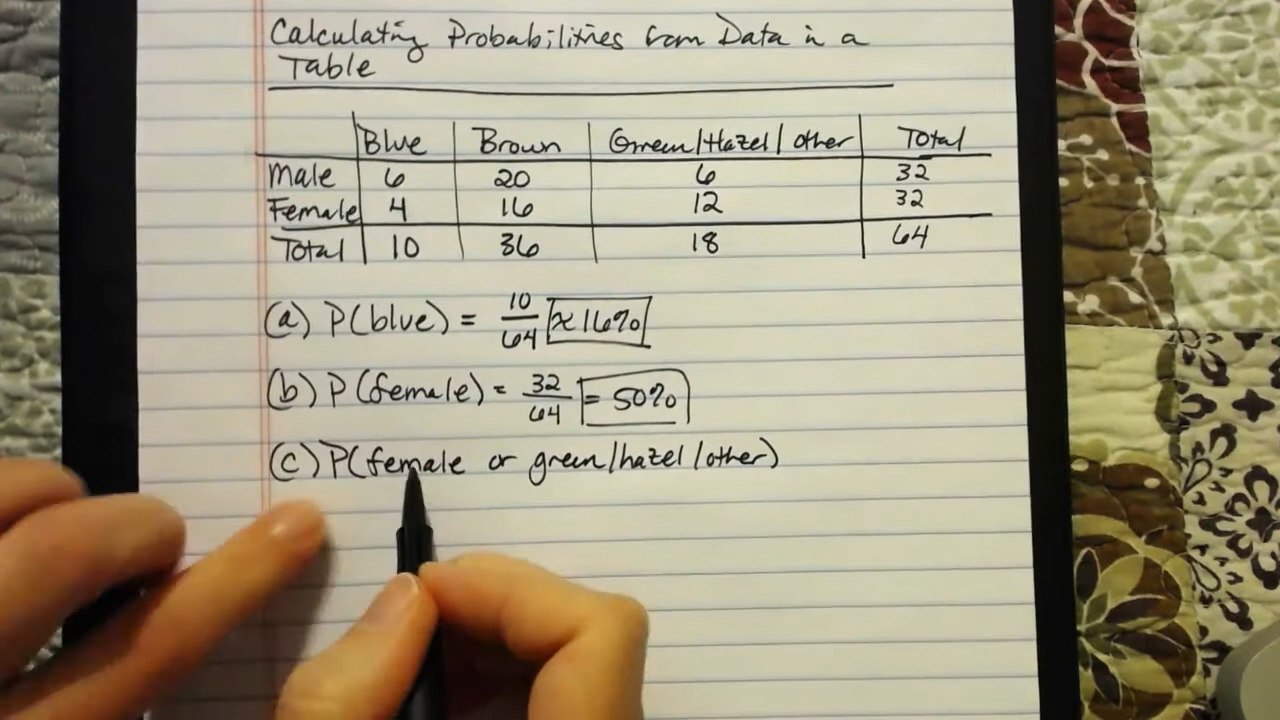 Calculating Probabilities from Data in a
Table
Blue Brown Green/Hazel/other Total
Male 6 20 6 32
Female 4 16 12 32
Total 10 36 18 64
(a) P(blue) = 10/64 ≈ 16%
(b) P(female) = 32/64 = 50%
(c) P(female or green/hazel/other)